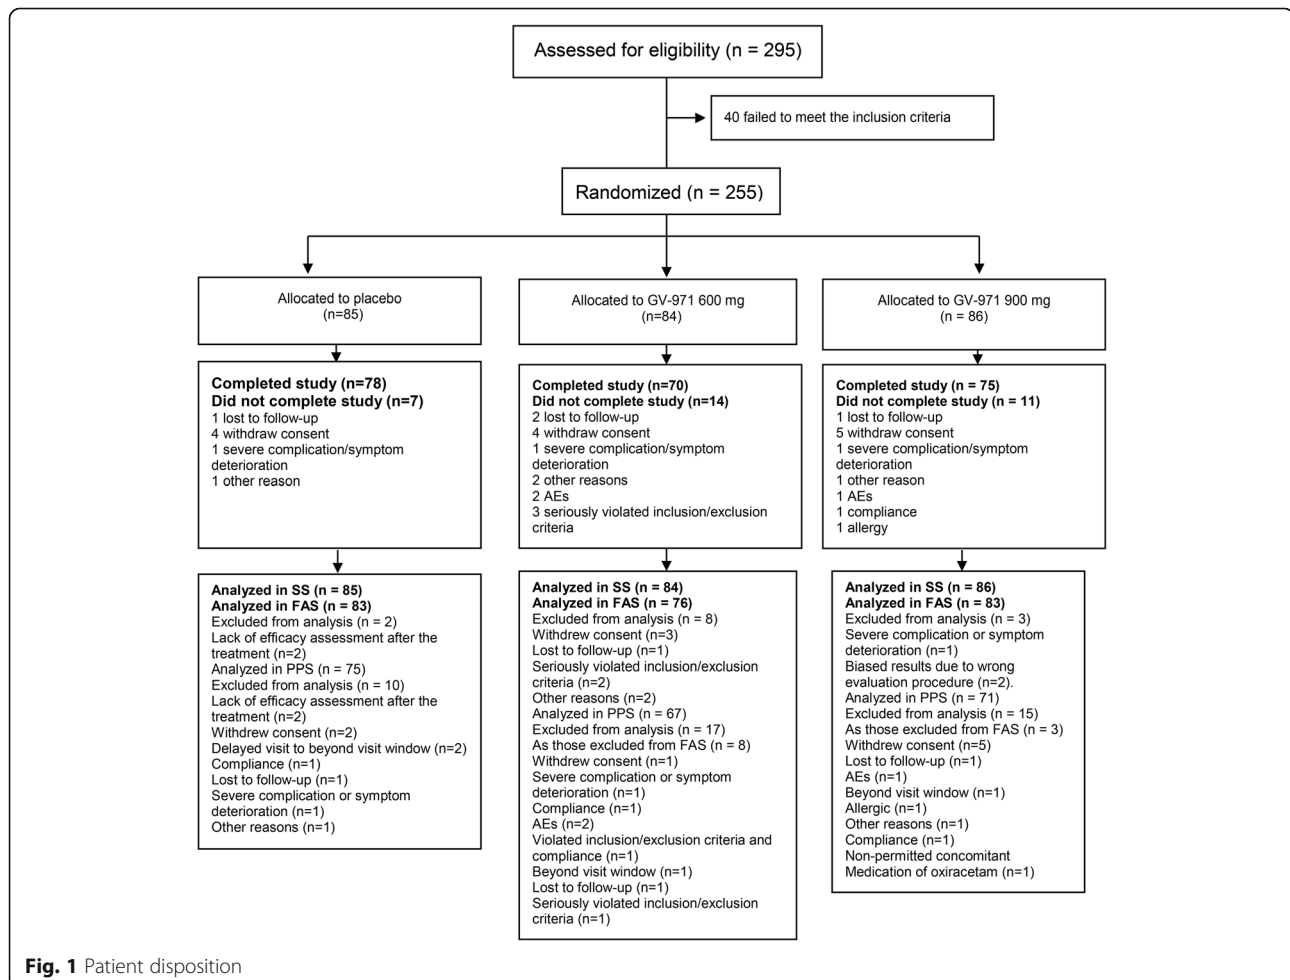 Assessed for eligibility (n = 295)
40 failed to meet the inclusion criteria
Randomized (n = 255)
Allocated to placebo
(n=85)
Allocated to GV-971 600 mg
(n=84)
Allocated to GV-971 900 mg
(n = 86)
Completed study (n=78)
Did not complete study (n=7)
1 lost to follow-up
4 withdraw consent
1 severe complication/symptom
deterioration
1 other reason
Completed study (n=70)
Did not complete study (n=14)
2 lost to follow-up
4 withdraw consent
1 severe complication/symptom
deterioration
2 other reasons
2 AEs
3 seriously violated inclusion/exclusion
criteria
Completed study (n = 75)
Did not complete study (n = 11)
1 lost to follow-up
5 withdraw consent
1 severe complication/symptom
deterioration
1 other reason
1 AEs
1 compliance
1 allergy
Analyzed in SS (n = 85)
Analyzed in FAS (n = 83)
Excluded from analysis (n = 2)
Lack of efficacy assessment after the
treatment (n=2)
Analyzed in PPS (n = 75)
Excluded from analysis (n = 10)
Lack of efficacy assessment after the
treatment (n=2)
Withdrew consent (n=2)
Delayed visit to beyond visit window (n=2)
Compliance (n=1)
Lost to follow-up (n=1)
Severe complication or symptom
deterioration (n=1)
Other reasons (n=1)
Analyzed in SS (n = 84)
Analyzed in FAS (n = 76)
Excluded from analysis (n = 8)
Withdrew consent (n=3)
Lost to follow-up (n=1)
Seriously violated inclusion/exclusion
criteria (n=2)
Other reasons (n=2)
Analyzed in PPS (n = 67)
Excluded from analysis (n = 17)
As those excluded from FAS (n = 8)
Withdrew consent (n=1)
Severe complication or symptom
deterioration (n=1)
Compliance (n=1)
AEs (n=2)
Violated inclusion/exclusion criteria and
compliance (n=1)
Beyond visit window (n=1)
Lost to follow-up (n=1)
Seriously violated inclusion/exclusion
criteria (n=1)
Analyzed in SS (n = 86)
Analyzed in FAS (n = 83)
Excluded from analysis (n = 3)
Severe complication or symptom
deterioration (n=1)
Biased results due to wrong
evaluation procedure (n=2).
Analyzed in PPS (n = 71)
Excluded from analysis (n = 15)
As those excluded from FAS (n = 3)
Withdrew consent (n=5)
Lost to follow-up (n=1)
AEs (n=1)
Beyond visit window (n=1)
Allergic (n=1)
Other reasons (n=1)
Compliance (n=1)
Non-permitted concomitant
Medication of oxiracetam (n=1)
Fig. 1 Patient disposition